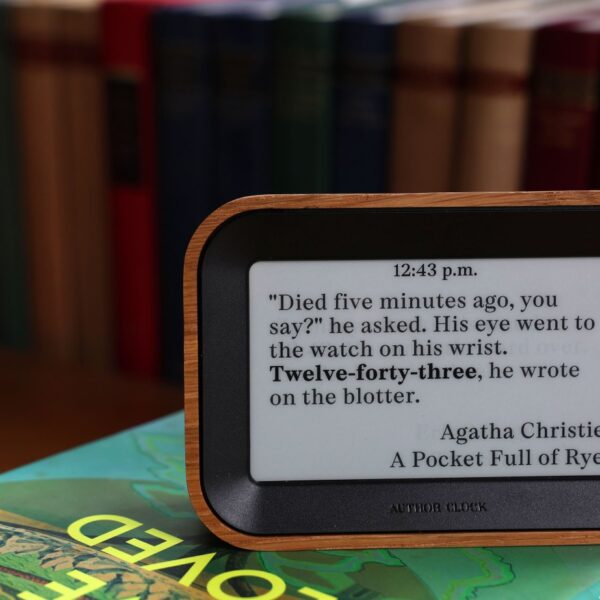 12:43 p.m.
"Died five minutes ago, you
say?" he asked. His eye went to
the watch on his wrist.
Twelve-forty-three, he wrote
on the blotter.
Agatha Christie
A Pocket Full of Rye
AUTHOR CLOCK
LOVED